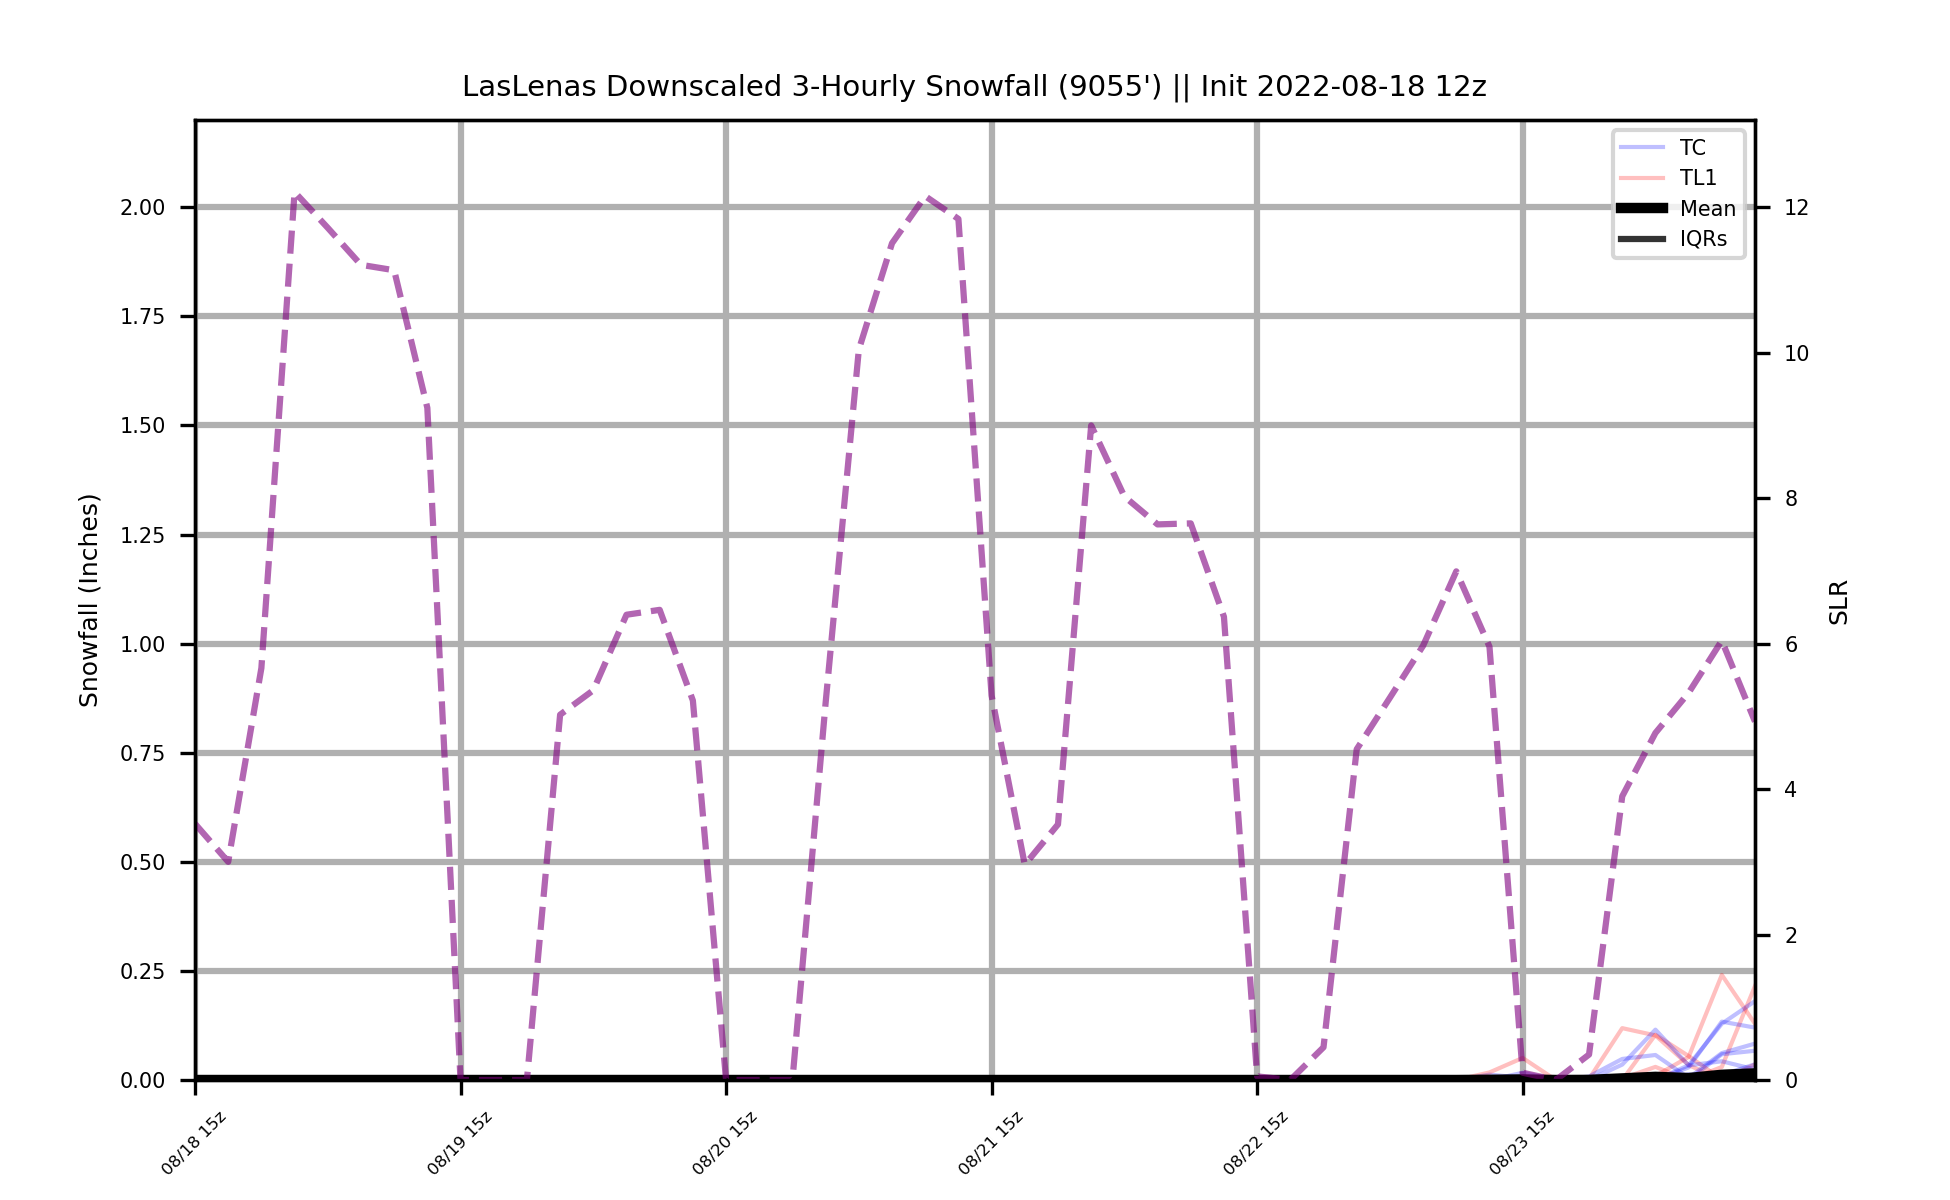 LasLenas Downscaled 3-Hourly Snowfall (9055') || Init 2022-08-18 12z
TC
TL1
Mean
IQRs
2.00
1.75
1.50
1.25
1.00
0.75
0.50
0.25
0.00
Snowfall (Inches)
12
10
8
6
4
2
0
SLR
08/18 15z
08/19 15z
08/20 15z
08/21 15z
08/22 15z
08/23 15z